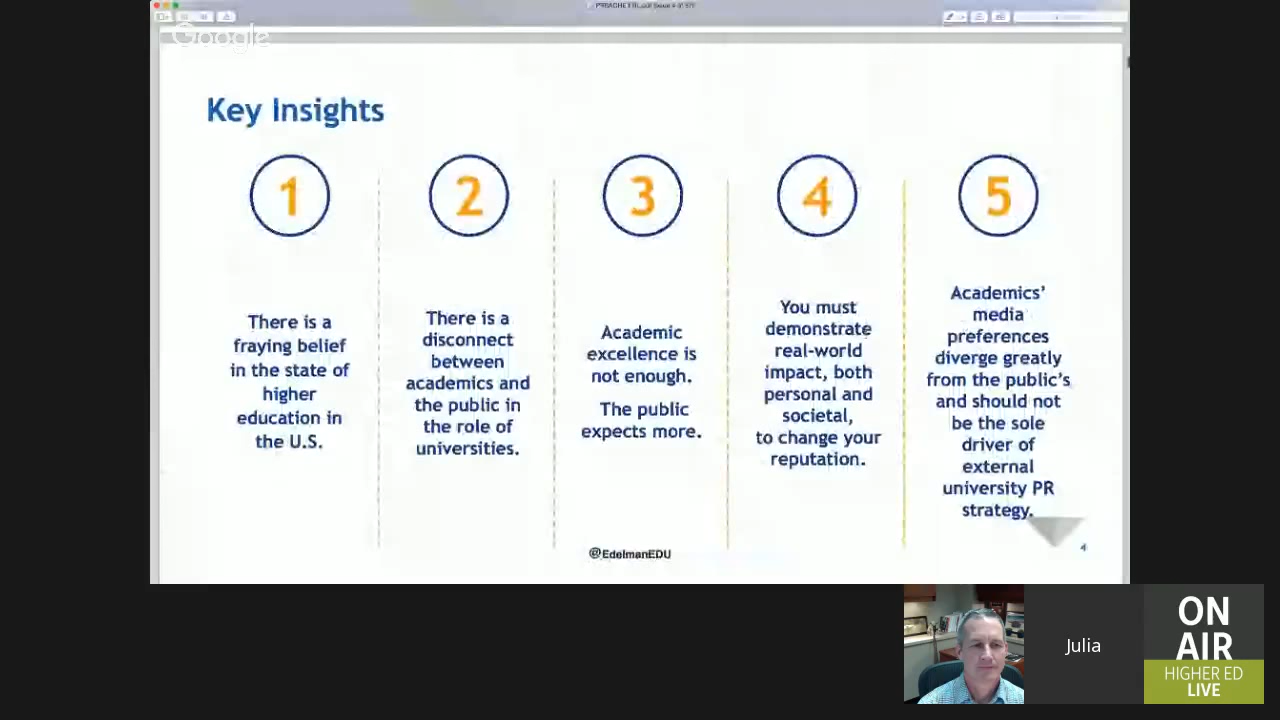 Google
Key Insights
1
2
3
4
5
There is a
fraying belief
in the state of
higher
education in
the U.S.
There is a
disconnect
between
academics and
the public in
the role of
universities.
Academic
excellence is
not enough.
The public
expects more.
You must
demonstrate
real-world
impact, both
personal and
societal,
to change your
reputation.
Academics’
media
preferences
diverge greatly
from the public’s
and should not
be the sole
driver of
external
university PR
strategy.
@EdelmanEDU
4
Julia
ON
AIR
HIGHER ED
LIVE